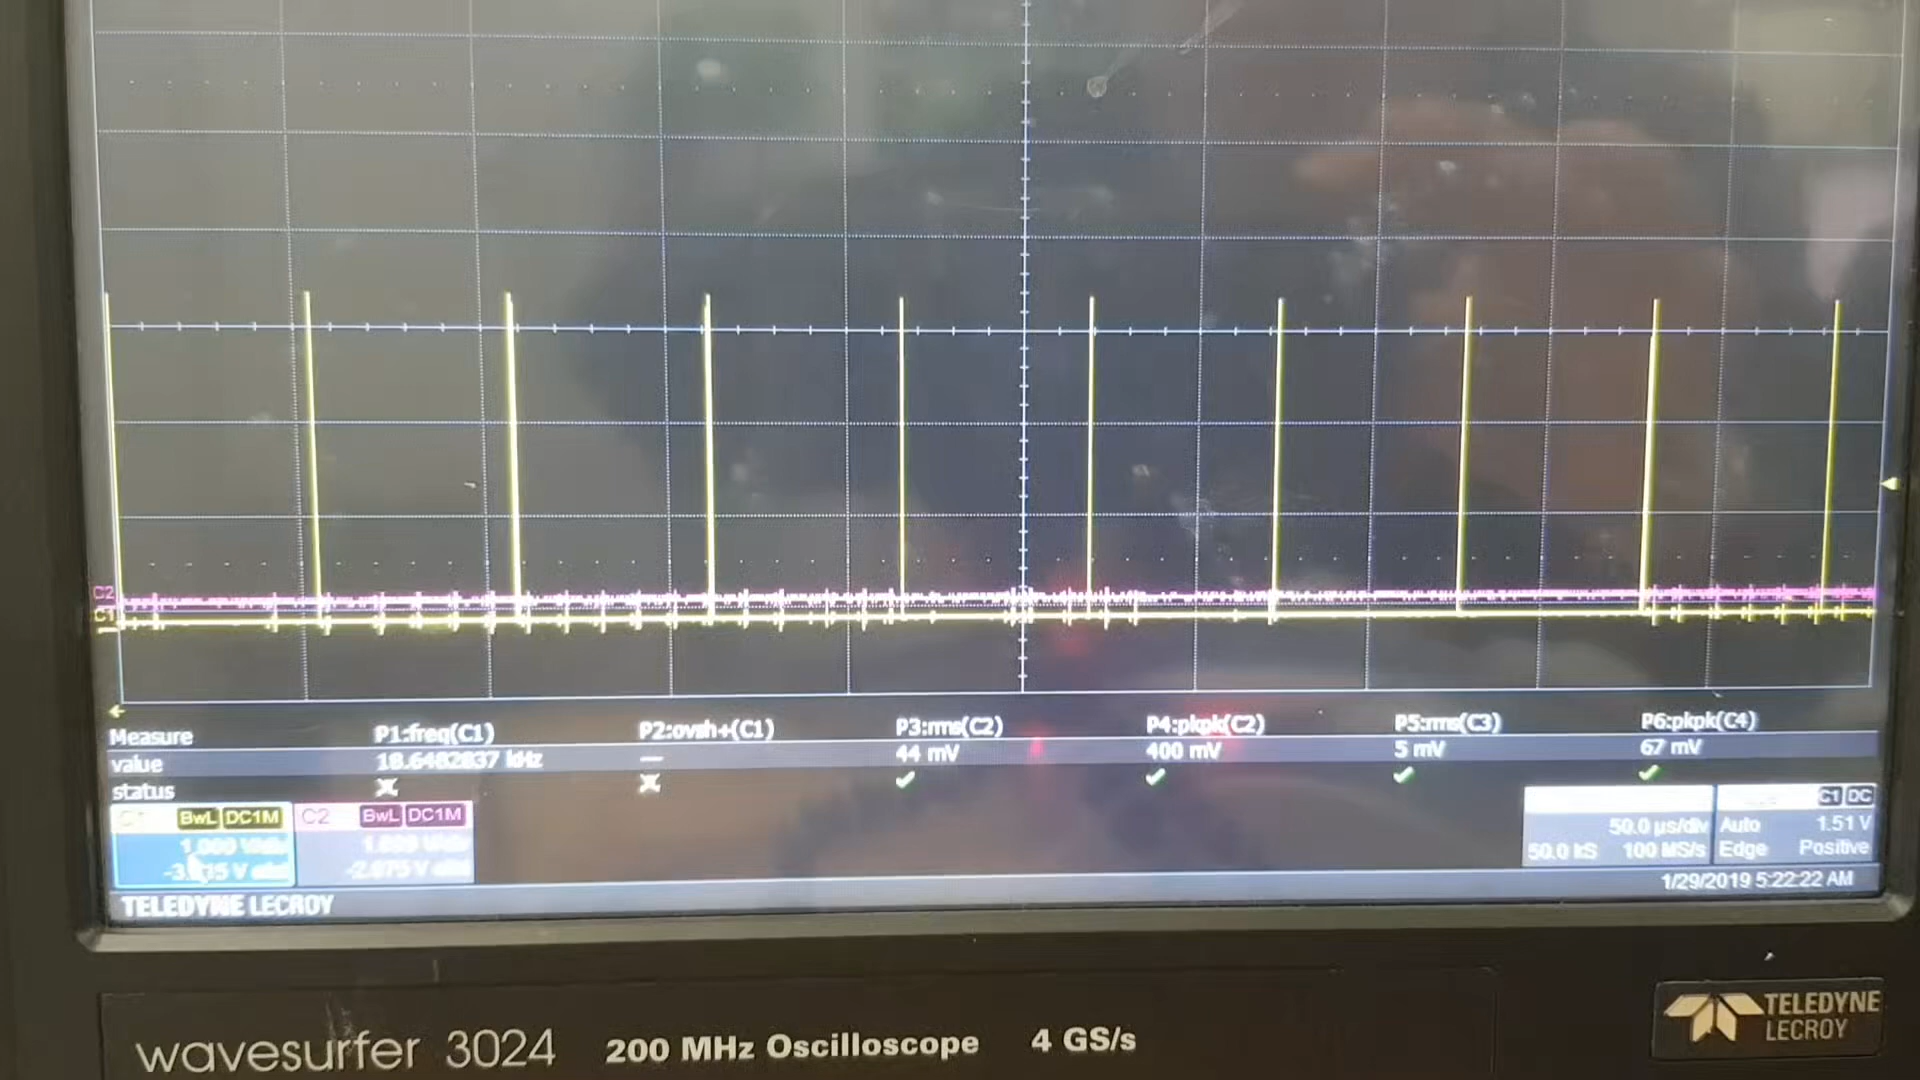 C2
C1
Measure P1:freq(C1) P2:ovsh+(C1) P3:rms(C2) P4:pkpk(C2) P5:rms(C3) P6:pkpk(C4)
value 18.6482837 kHz --- 44 mV 400 mV 5 mV 67 mV
status
C1 BwL DC1M C2 BwL DC1M C1 DC
50.0 µs/div Auto 1.51 V
50.0 kS 100 MS/s Edge Positive
1/29/2019 5:22:22 AM
TELEDYNE LECROY
wavesurfer 3024 200 MHz Oscilloscope 4 GS/s
TELEDYNE
LECROY